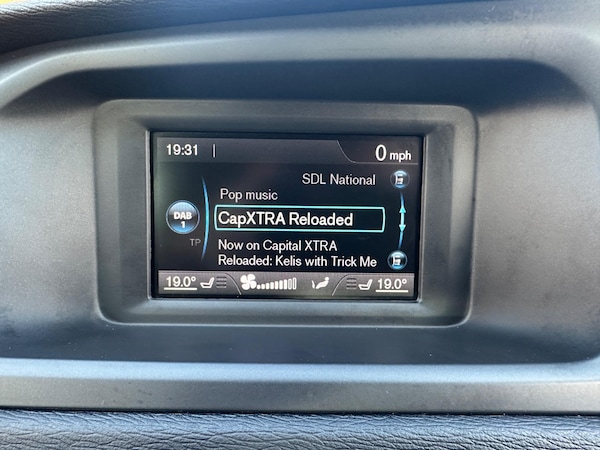 19:31
0 mph
SDL National
Pop music
DAB
1
CapXTRA Reloaded
TP
Now on Capital XTRA
Reloaded: Kelis with Trick Me
19.0° 19.0°